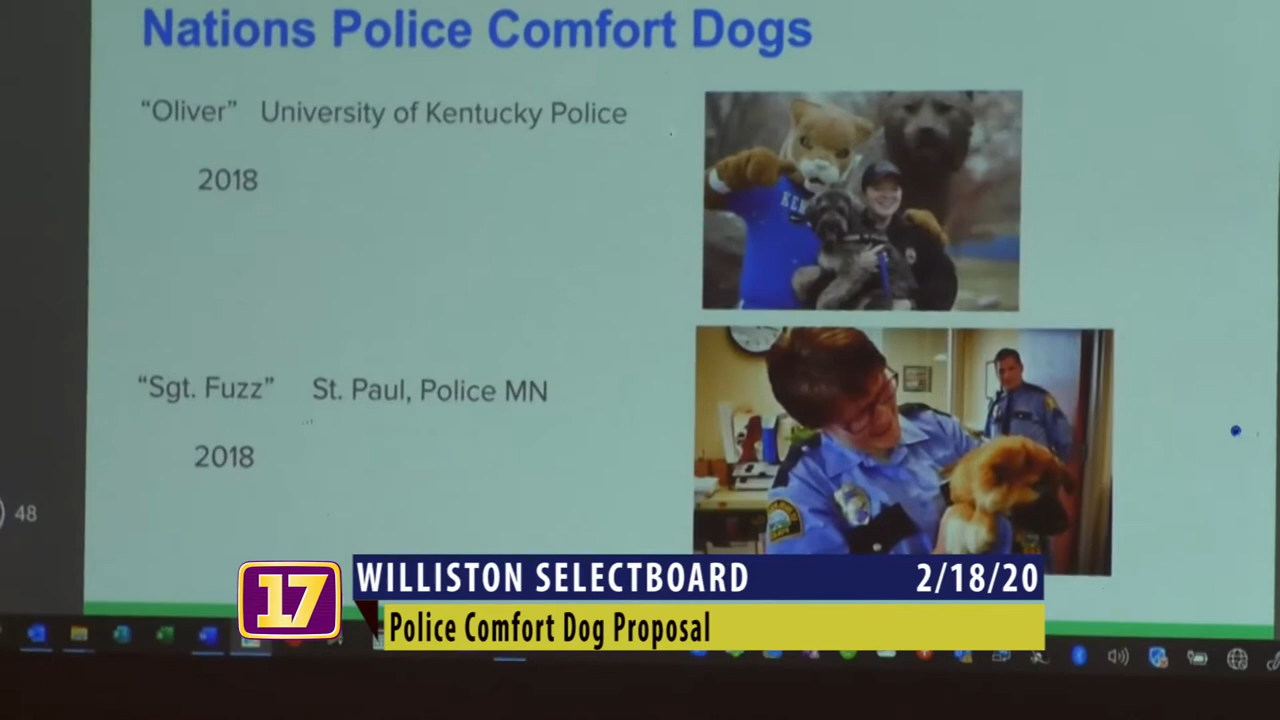 Nations Police Comfort Dogs
“Oliver” University of Kentucky Police
2018
KEN
“Sgt. Fuzz” St. Paul, Police MN
2018
48
17
WILLISTON SELECTBOARD 2/18/20
Police Comfort Dog Proposal